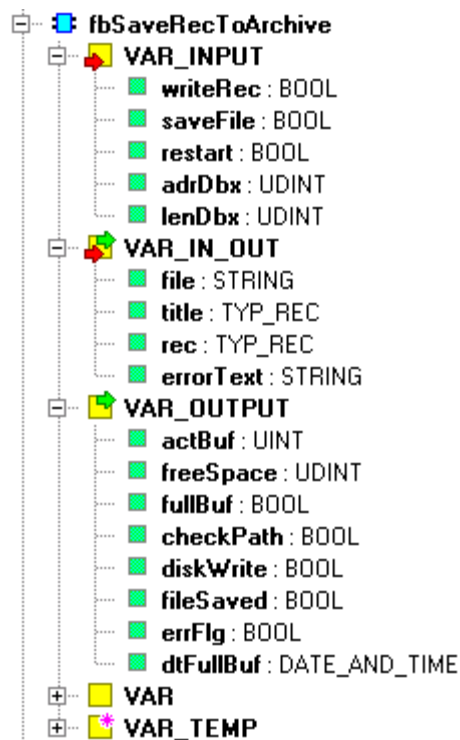 fbSaveRecToArchive
VAR_INPUT
writeRec : BOOL
saveFile : BOOL
restart : BOOL
adrDbx : UDINT
lenDbx : UDINT
VAR_IN_OUT
file : STRING
title : TYP_REC
rec : TYP_REC
errorText : STRING
VAR_OUTPUT
actBuf : UINT
freeSpace : UDINT
fullBuf : BOOL
checkPath : BOOL
diskWrite : BOOL
fileSaved : BOOL
errFlg : BOOL
dtFullBuf : DATE_AND_TIME
VAR
VAR_TEMP